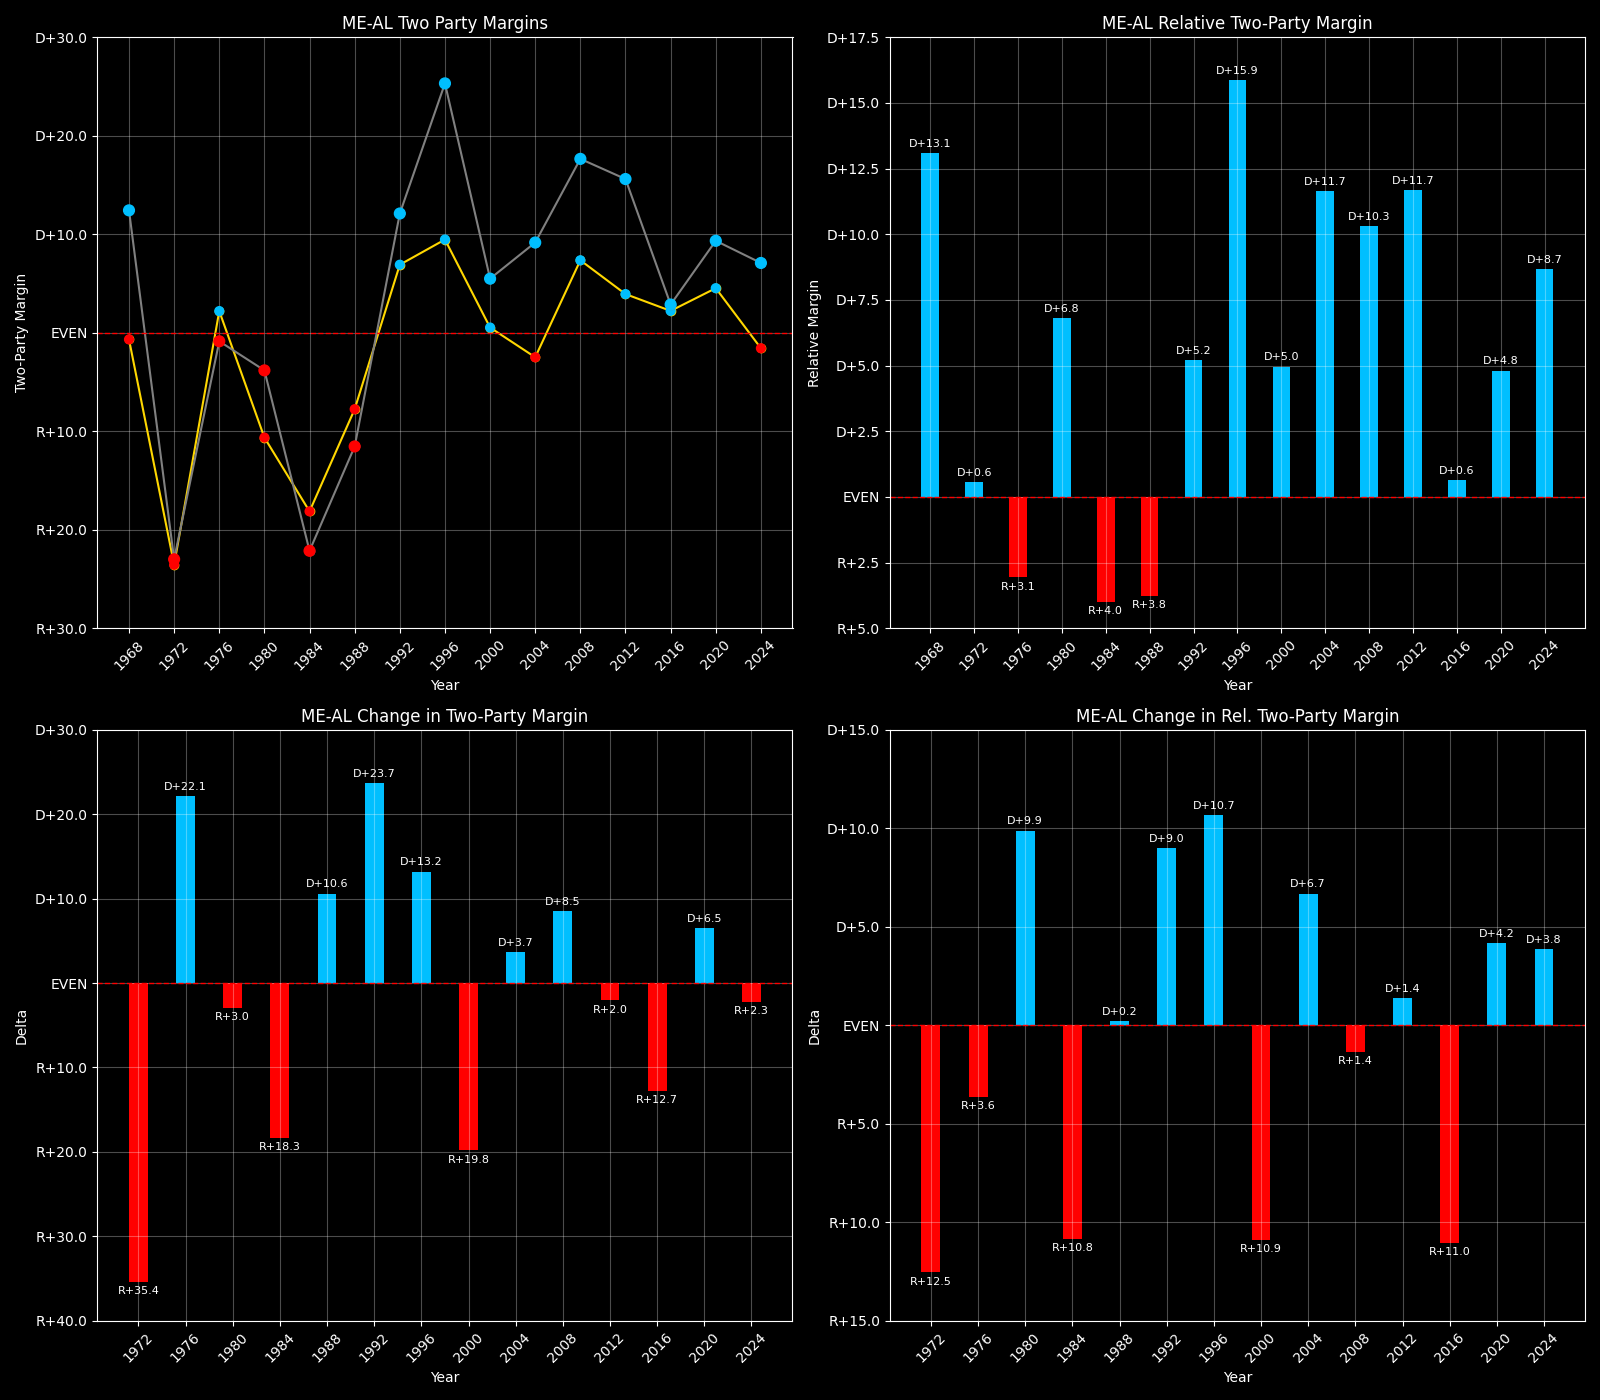 ME-AL Two Party Margins
D+30.0
D+20.0
D+10.0
EVEN
R+10.0
R+20.0
R+30.0
Two-Party Margin
1968 1972 1976 1980 1984 1988 1992 1996 2000 2004 2008 2012 2016 2020 2024
Year
ME-AL Relative Two-Party Margin
D+17.5
D+15.0
D+12.5
D+10.0
D+7.5
D+5.0
D+2.5
EVEN
R+2.5
R+5.0
Relative Margin
D+13.1
D+0.6
R+3.1
D+6.8
R+4.0
R+3.8
D+5.2
D+15.9
D+5.0
D+11.7
D+10.3
D+11.7
D+0.6
D+4.8
D+8.7
1968 1972 1976 1980 1984 1988 1992 1996 2000 2004 2008 2012 2016 2020 2024
Year
ME-AL Change in Two-Party Margin
D+30.0
D+20.0
D+10.0
EVEN
R+10.0
R+20.0
R+30.0
R+40.0
Delta
R+35.4
D+22.1
R+3.0
R+18.3
D+10.6
D+23.7
D+13.2
R+19.8
D+3.7
D+8.5
R+2.0
R+12.7
D+6.5
R+2.3
1972 1976 1980 1984 1988 1992 1996 2000 2004 2008 2012 2016 2020 2024
Year
ME-AL Change in Rel. Two-Party Margin
D+15.0
D+10.0
D+5.0
EVEN
R+5.0
R+10.0
R+15.0
Delta
R+12.5
R+3.6
D+9.9
R+10.8
D+0.2
D+9.0
D+10.7
R+10.9
D+6.7
R+1.4
D+1.4
R+11.0
D+4.2
D+3.8
1972 1976 1980 1984 1988 1992 1996 2000 2004 2008 2012 2016 2020 2024
Year